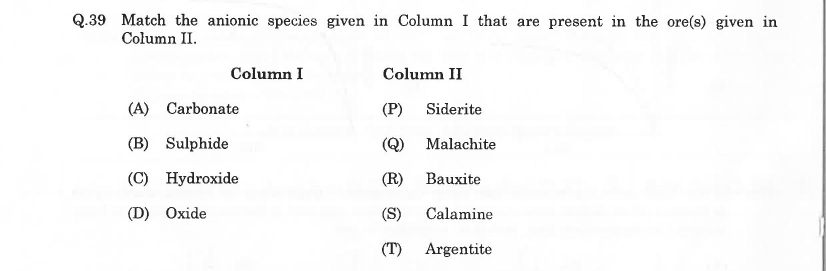 Q.39 Match the anionic species given in Column I that are present in the ore(s) given in
Column II.
Column I Column II
(A) Carbonate (P) Siderite
(B) Sulphide (Q) Malachite
(C) Hydroxide (R) Bauxite
(D) Oxide (S) Calamine
(T) Argentite